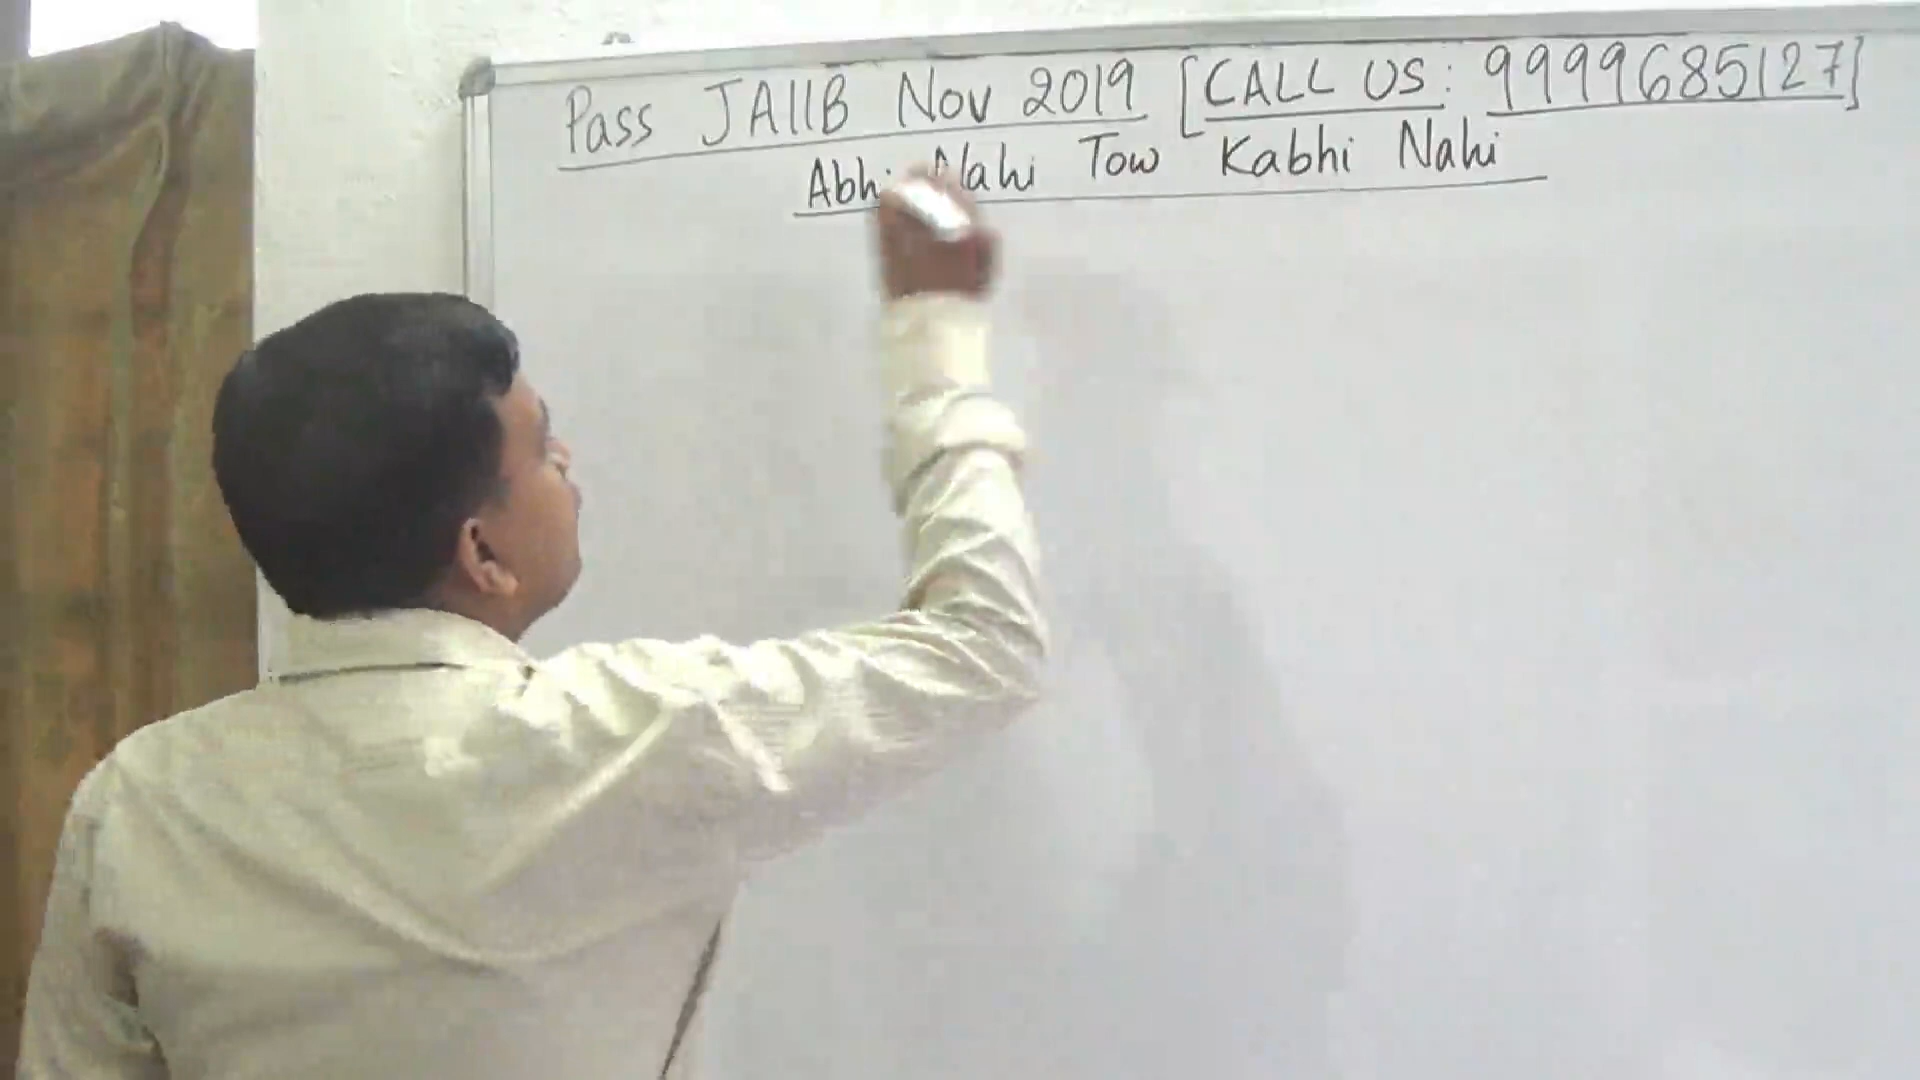 Pass JAIIB Nov 2019 [CALL US: 9999685127]
Abhi Nahi Tow Kabhi Nahi